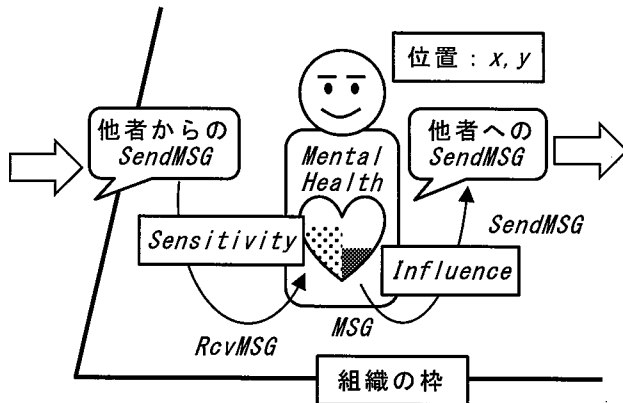 位置：x, y
他者からの
SendMSG
他者への
SendMSG
Mental
Health
SendMSG
Sensitivity
Influence
MSG
RcvMSG
組織の枠